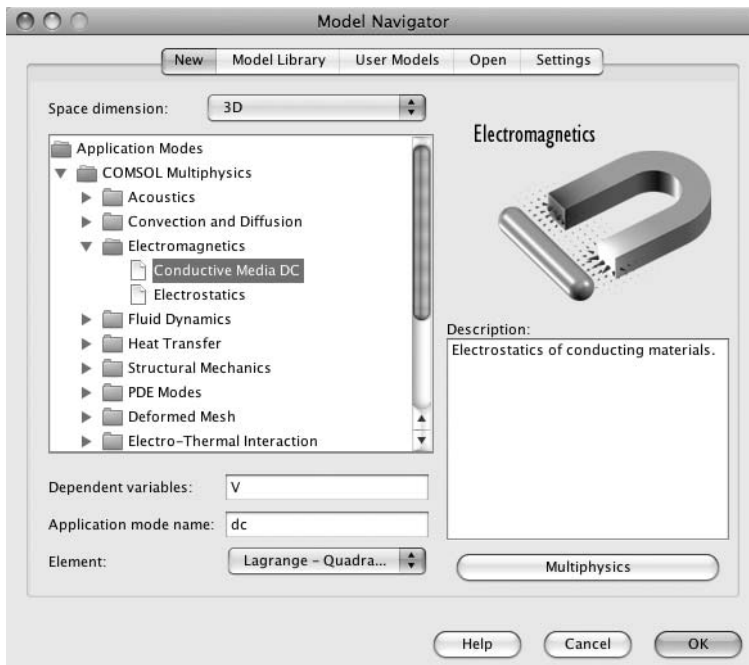 Model Navigator
New Model Library User Models Open Settings
Space dimension: 3D
Application Modes
COMSOL Multiphysics
Acoustics
Convection and Diffusion
Electromagnetics
Conductive Media DC
Electrostatics
Fluid Dynamics
Heat Transfer
Structural Mechanics
PDE Modes
Deformed Mesh
Electro-Thermal Interaction
Dependent variables: V
Application mode name: dc
Element: Lagrange - Quadra...
Electromagnetics
Description:
Electrostatics of conducting materials.
Multiphysics
Help Cancel OK